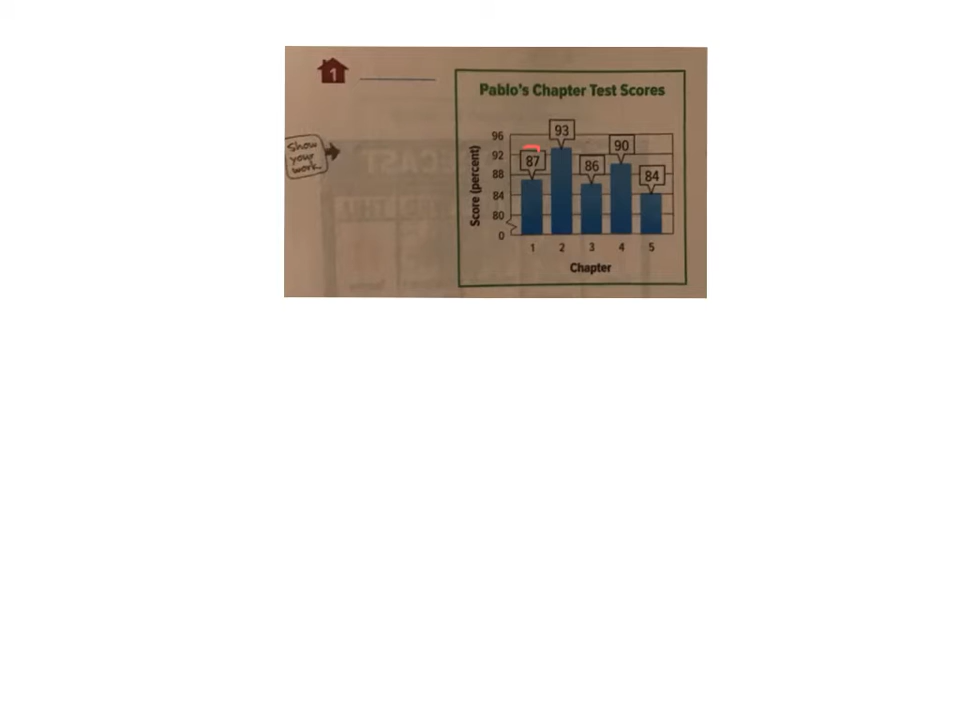 1
Show
your
work.
Pablo's Chapter Test Scores
Score (percent)
96
92
88
84
80
0
87
93
86
90
84
1 2 3 4 5
Chapter